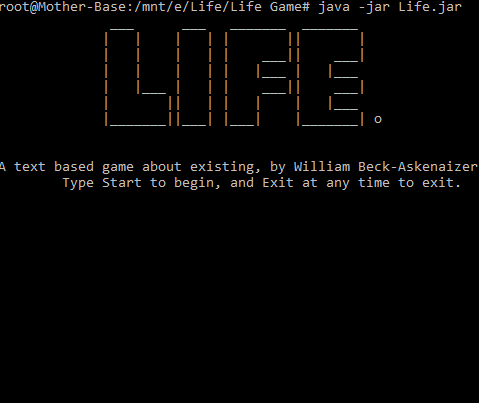 root@Mother-Base:/mnt/e/Life/Life Game# java -jar Life.jar
LIFE o
A text based game about existing, by William Beck-Askenaizer
Type Start to begin, and Exit at any time to exit.